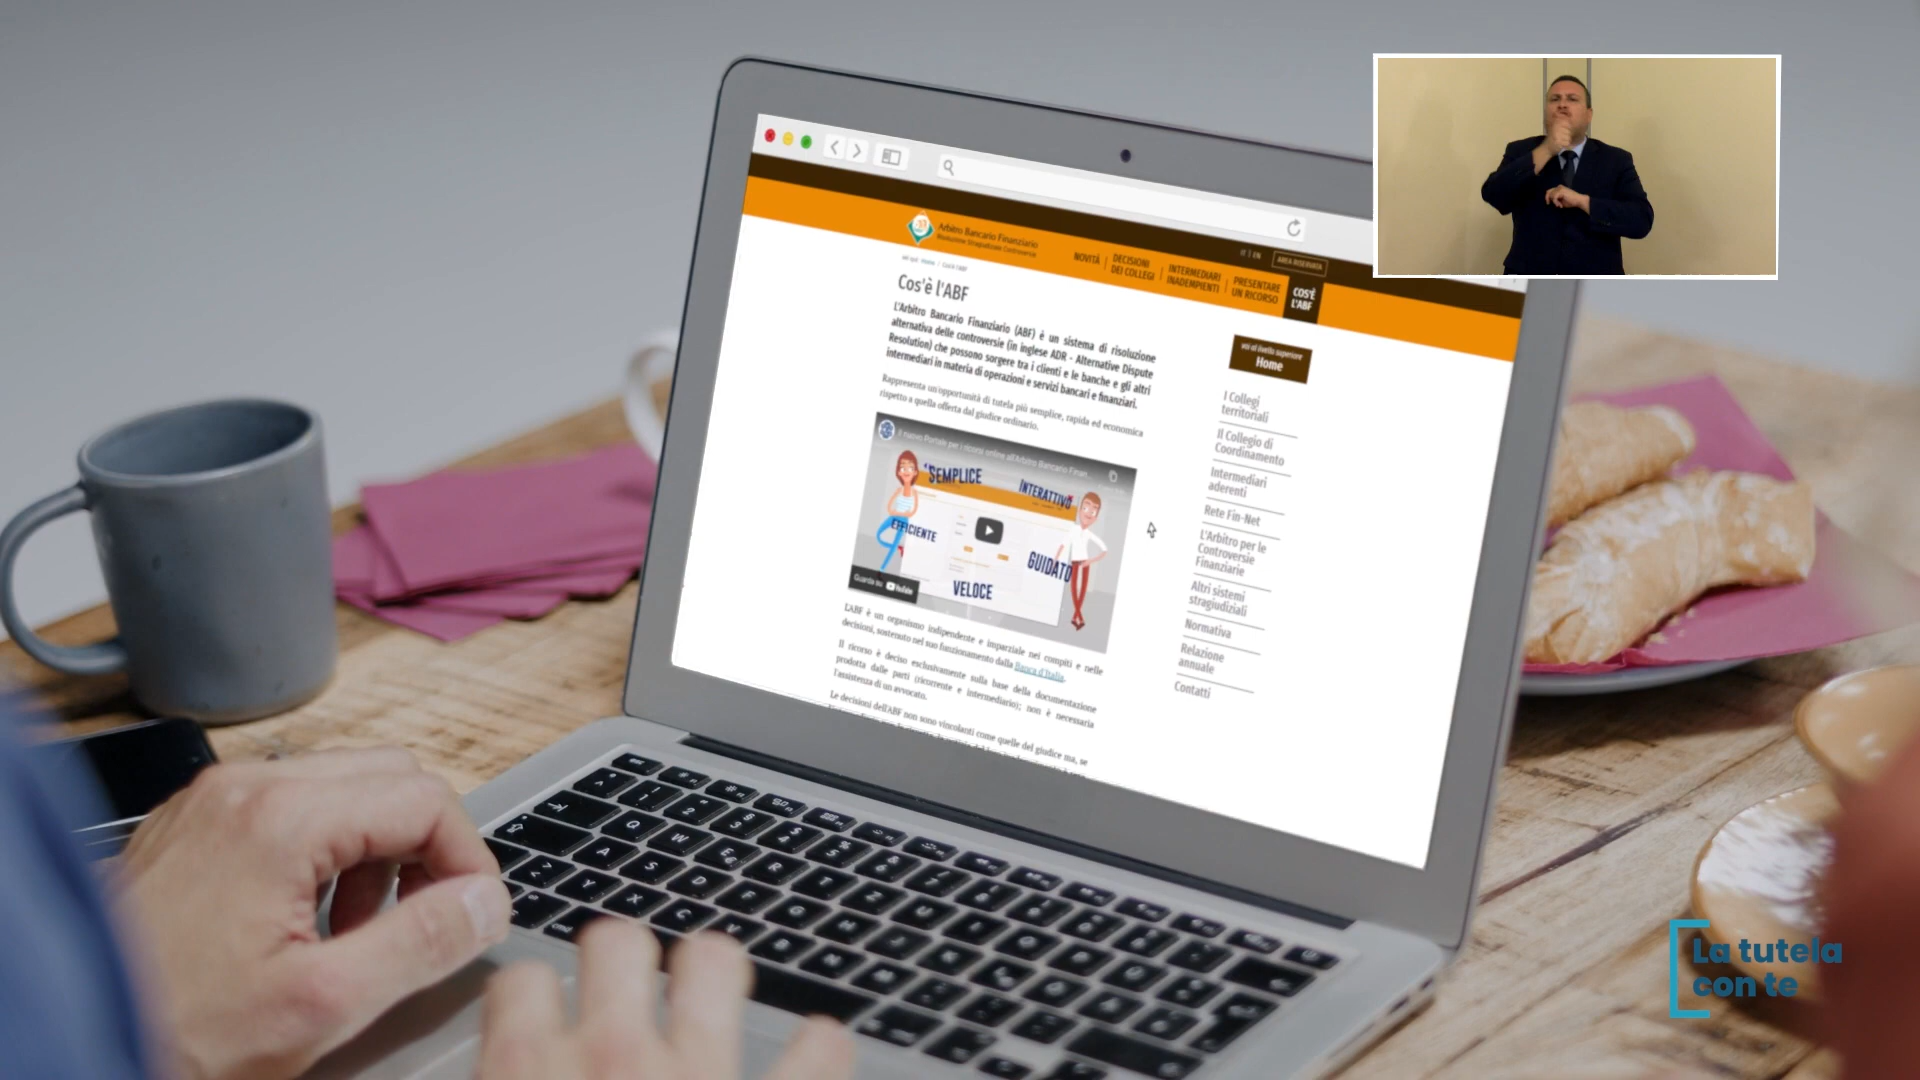 Arbitro Bancario Finanziario
Risoluzione Stragiudiziale Controversie
IT | EN
AREA RISERVATA
NOVITÀ
DECISIONI
DEI COLLEGI
INTERMEDIARI
INADEMPIENTI
PRESENTARE
UN RICORSO
COS'È
L'ABF
Cos'è l'ABF
L'Arbitro Bancario Finanziario (ABF) è un sistema di risoluzione
alternativa delle controversie (in inglese ADR - Alternative Dispute
Resolution) che possono sorgere tra i clienti e le banche e gli altri
intermediari in materia di operazioni e servizi bancari e finanziari.
Rappresenta un'opportunità di tutela più semplice, rapida ed economica
rispetto a quella offerta dal giudice ordinario.
Il nuovo Portale per i ricorsi online all'Arbitro Bancario Finan...
SEMPLICE
INTERATTIVO
EFFICIENTE
GUIDATO
VELOCE
Guarda su YouTube
L'ABF è un organismo indipendente e imparziale nei compiti e nelle
decisioni, sostenuto nel suo funzionamento dalla Banca d'Italia.
Il ricorso è deciso esclusivamente sulla base della documentazione
prodotta dalle parti (ricorrente e intermediario); non è necessaria
l'assistenza di un avvocato.
Le decisioni dell'ABF non sono vincolanti come quelle del giudice ma, se
vai al livello superiore
Home
I Collegi
territoriali
Il Collegio di
Coordinamento
Intermediari
aderenti
Rete Fin-Net
L'Arbitro per le
Controversie
Finanziarie
Altri sistemi
stragiudiziali
Normativa
Relazione
annuale
Contatti
La tutela
con te